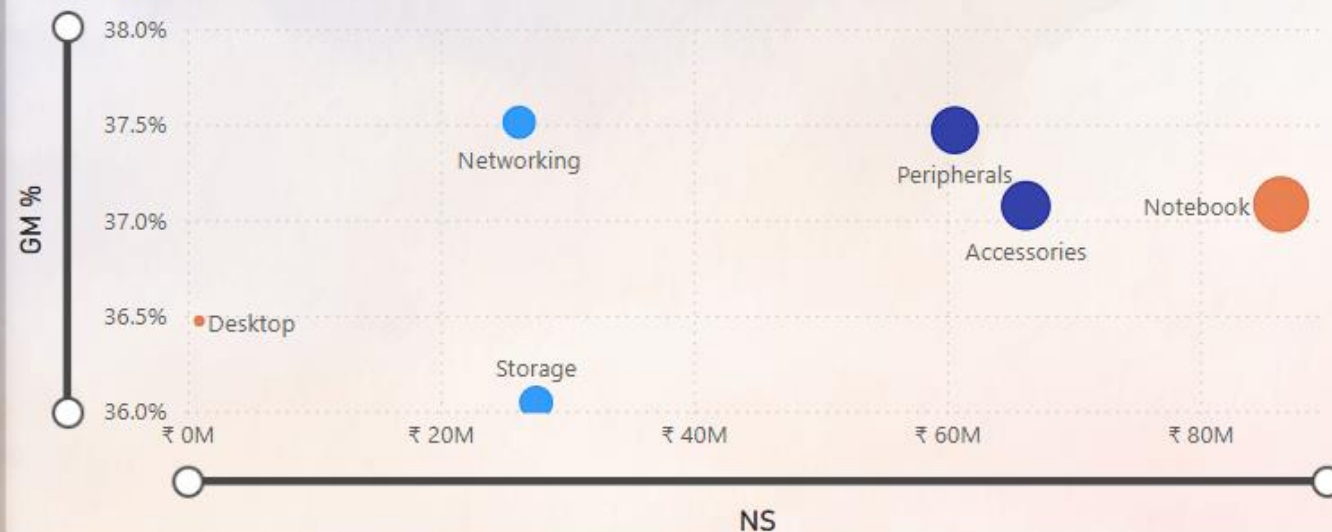 38.0%
37.5%
Networking
Peripherals
37.0%
Notebook
Accessories
GM %
36.5%
Desktop
Storage
36.0%
₹ 0M ₹ 20M ₹ 40M ₹ 60M ₹ 80M
NS